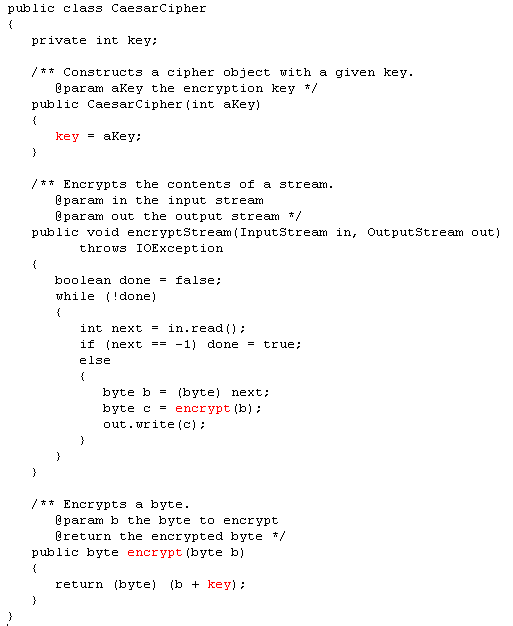 public class CaesarCipher
{
   private int key;

   /** Constructs a cipher object with a given key.
      @param aKey the encryption key */
   public CaesarCipher(int aKey)
   {
      key = aKey;
   }

   /** Encrypts the contents of a stream.
      @param in the input stream
      @param out the output stream */
   public void encryptStream(InputStream in, OutputStream out)
         throws IOException
   {
      boolean done = false;
      while (!done)
      {
         int next = in.read();
         if (next == -1) done = true;
         else
         {
            byte b = (byte) next;
            byte c = encrypt(b);
            out.write(c);
         }
      }
   }

   /** Encrypts a byte.
      @param b the byte to encrypt
      @return the encrypted byte */
   public byte encrypt(byte b)
   {
      return (byte) (b + key);
   }
}